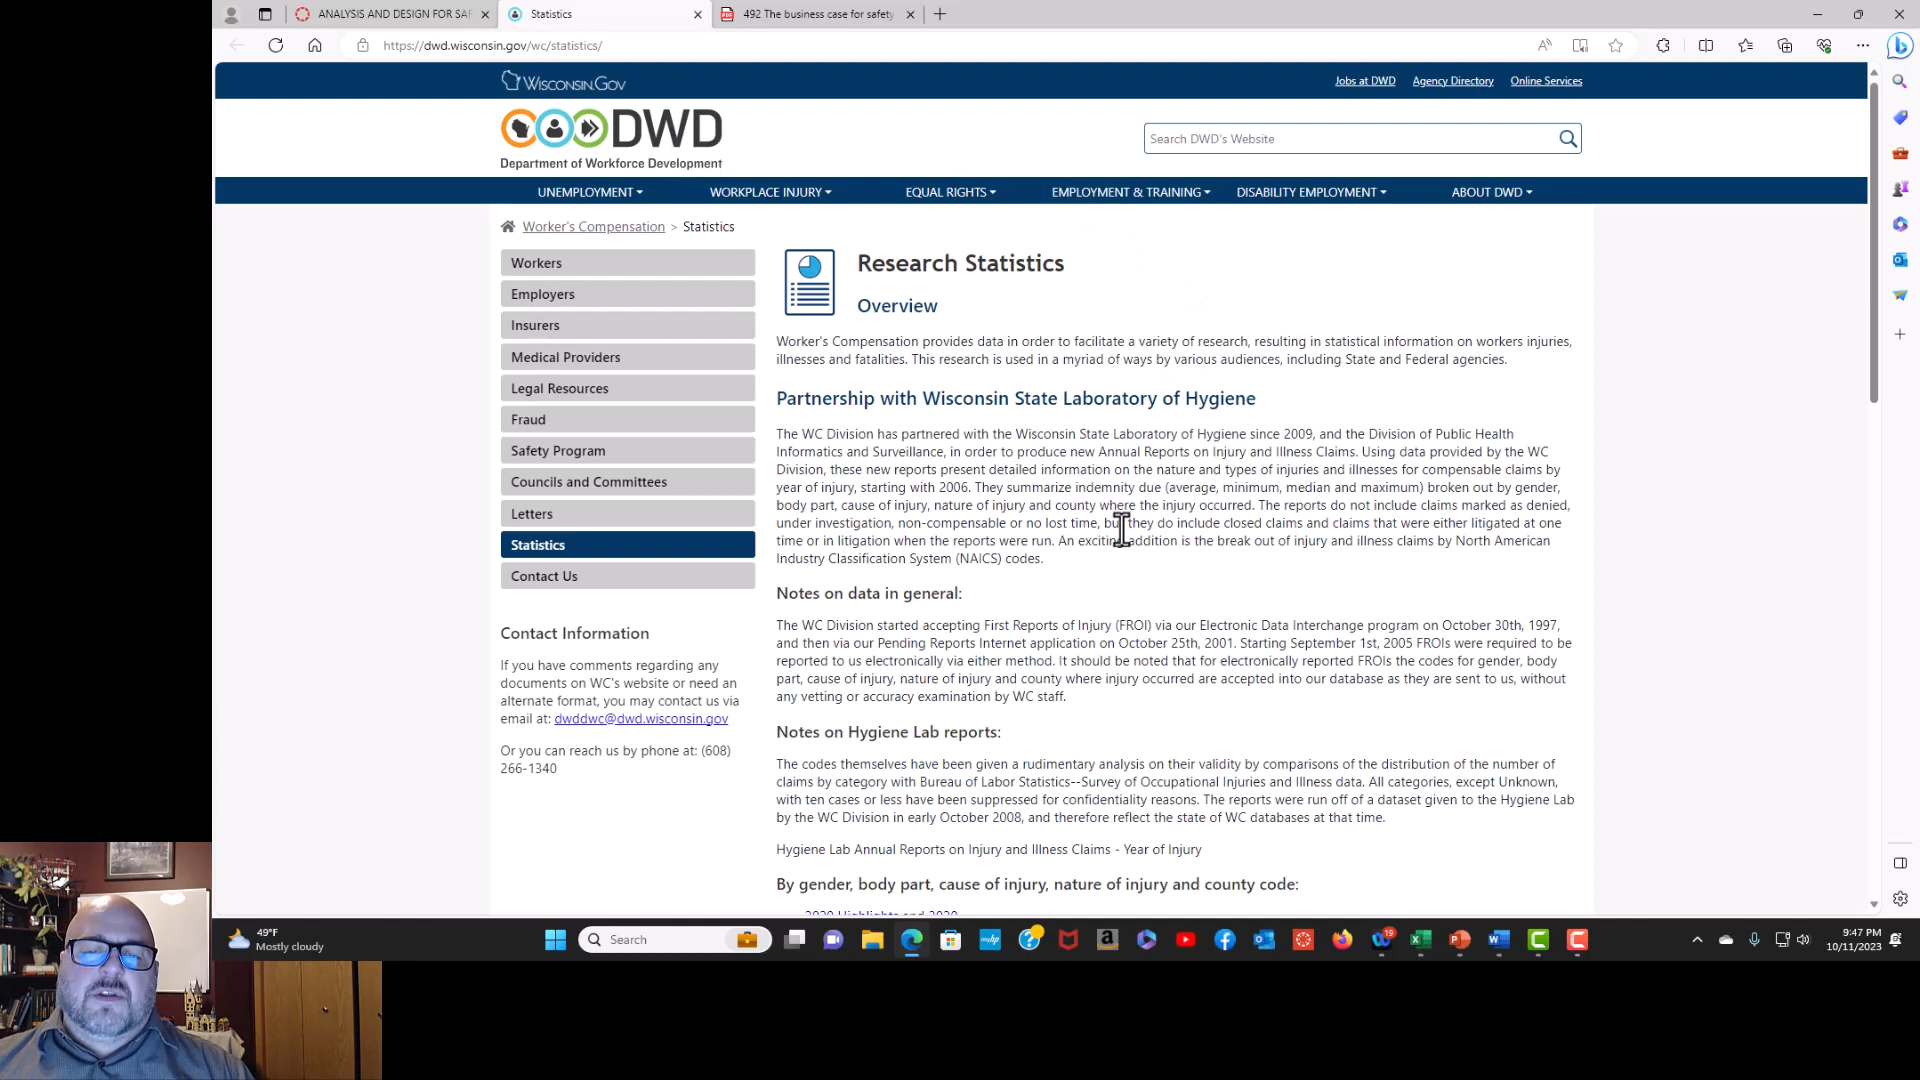 ANALYSIS AND DESIGN FOR SAF
Statistics
492 The business case for safety
https://dwd.wisconsin.gov/wc/statistics/
WISCONSIN.GOV
Jobs at DWD Agency Directory Online Services
DWD
Department of Workforce Development
Search DWD's Website
UNEMPLOYMENT WORKPLACE INJURY EQUAL RIGHTS EMPLOYMENT & TRAINING DISABILITY EMPLOYMENT ABOUT DWD
Worker's Compensation > Statistics
Workers
Employers
Insurers
Medical Providers
Legal Resources
Fraud
Safety Program
Councils and Committees
Letters
Statistics
Contact Us
Contact Information
If you have comments regarding any
documents on WC's website or need an
alternate format, you may contact us via
email at: dwddwc@dwd.wisconsin.gov
Or you can reach us by phone at: (608)
266-1340
Research Statistics
Overview
Worker's Compensation provides data in order to facilitate a variety of research, resulting in statistical information on workers injuries,
illnesses and fatalities. This research is used in a myriad of ways by various audiences, including State and Federal agencies.
Partnership with Wisconsin State Laboratory of Hygiene
The WC Division has partnered with the Wisconsin State Laboratory of Hygiene since 2009, and the Division of Public Health
Informatics and Surveillance, in order to produce new Annual Reports on Injury and Illness Claims. Using data provided by the WC
Division, these new reports present detailed information on the nature and types of injuries and illnesses for compensable claims by
year of injury, starting with 2006. They summarize indemnity due (average, minimum, median and maximum) broken out by gender,
body part, cause of injury, nature of injury and county where the injury occurred. The reports do not include claims marked as denied,
under investigation, non-compensable or no lost time, but they do include closed claims and claims that were either litigated at one
time or in litigation when the reports were run. An exciting addition is the break out of injury and illness claims by North American
Industry Classification System (NAICS) codes.
Notes on data in general:
The WC Division started accepting First Reports of Injury (FROI) via our Electronic Data Interchange program on October 30th, 1997,
and then via our Pending Reports Internet application on October 25th, 2001. Starting September 1st, 2005 FROIs were required to be
reported to us electronically via either method. It should be noted that for electronically reported FROIs the codes for gender, body
part, cause of injury, nature of injury and county where injury occurred are accepted into our database as they are sent to us, without
any vetting or accuracy examination by WC staff.
Notes on Hygiene Lab reports:
The codes themselves have been given a rudimentary analysis on their validity by comparisons of the distribution of the number of
claims by category with Bureau of Labor Statistics--Survey of Occupational Injuries and Illness data. All categories, except Unknown,
with ten cases or less have been suppressed for confidentiality reasons. The reports were run off of a dataset given to the Hygiene Lab
by the WC Division in early October 2008, and therefore reflect the state of WC databases at that time.
Hygiene Lab Annual Reports on Injury and Illness Claims - Year of Injury
By gender, body part, cause of injury, nature of injury and county code:
2020 Highlights and 2020
49°F
Mostly cloudy
Search
19
9:47 PM
10/11/2023